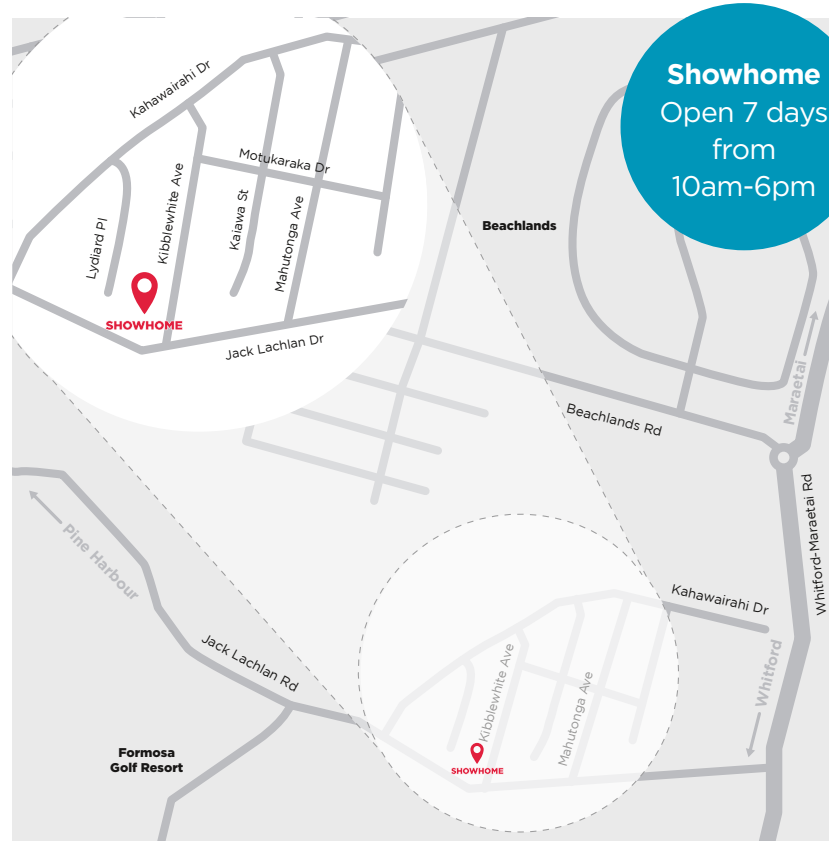 Showhome
Open 7 days
from
10am-6pm
Kahawairahi Dr
Motukaraka Dr
Lydiard Pl
Kibblewhite Ave
Kaiawa St
Mahutonga Ave
SHOWHOME
Jack Lachlan Dr
Beachlands
Maraetai
Beachlands Rd
Whitford-Maraetai Rd
Pine Harbour
Kahawairahi Dr
Jack Lachlan Rd
Kibblewhite Ave
Mahutonga Ave
Whitford
SHOWHOME
Formosa
Golf Resort